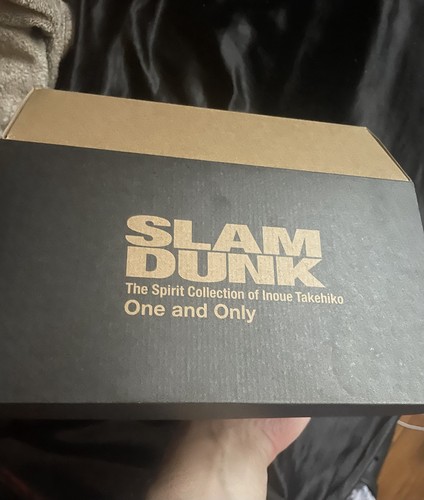 SLAM
DUNK
The Spirit Collection of Inoue Takehiko
One and Only